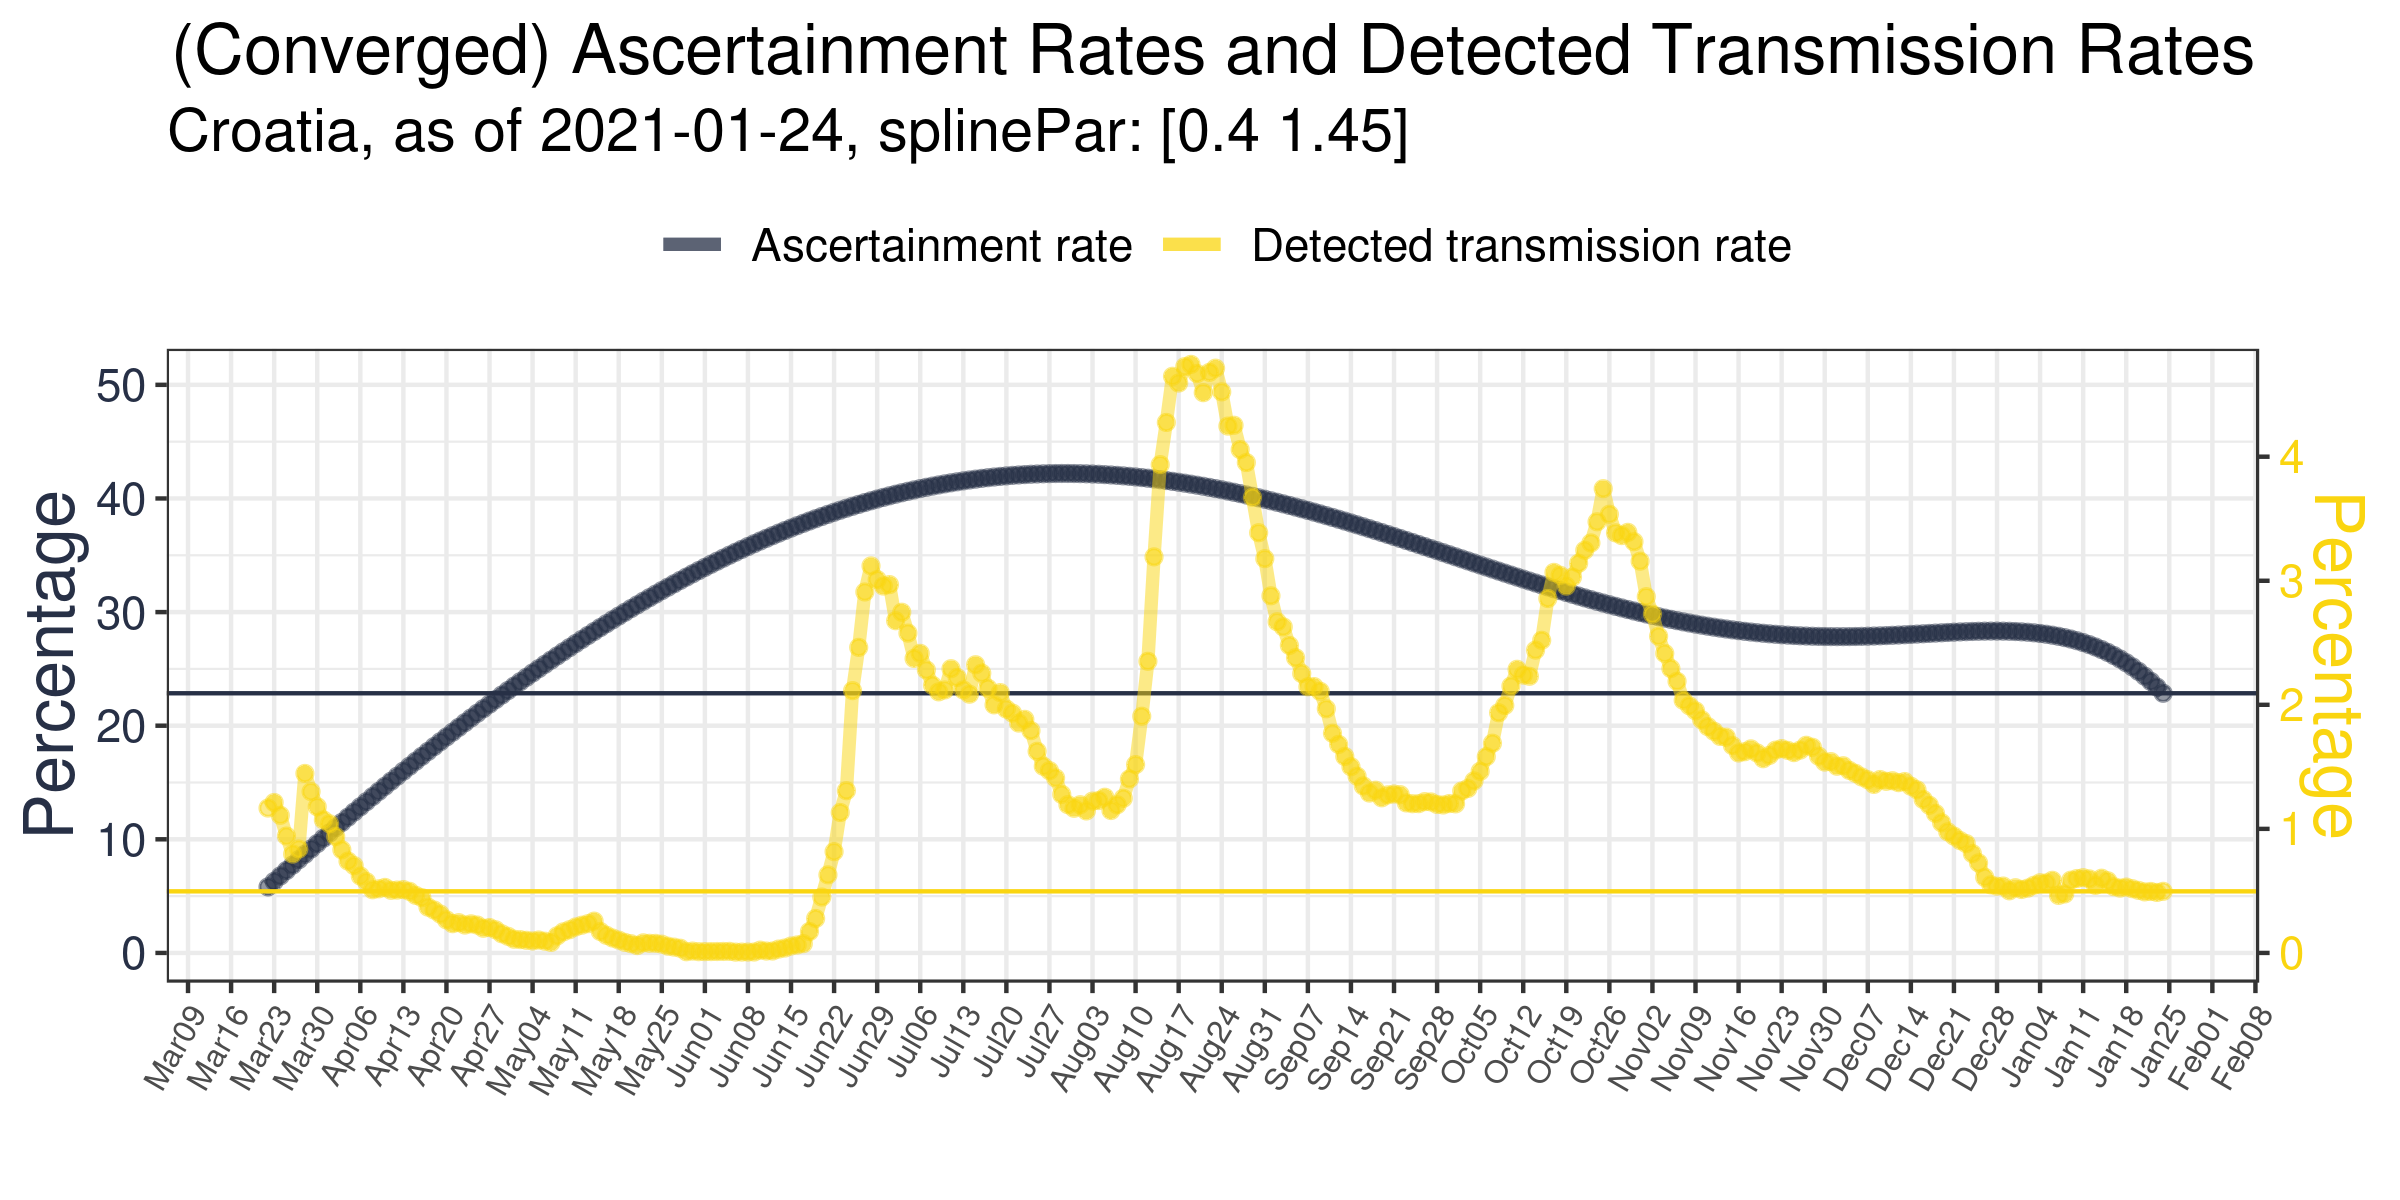 (Converged) Ascertainment Rates and Detected Transmission Rates
Croatia, as of 2021-01-24, splinePar: [0.4 1.45]
Ascertainment rate
Detected transmission rate
Percentage
50
40
30
20
10
0
4
3
2
1
0
Percentage
Mar09
Mar16
Mar23
Mar30
Apr06
Apr13
Apr20
Apr27
May04
May11
May18
May25
Jun01
Jun08
Jun15
Jun22
Jun29
Jul06
Jul13
Jul20
Jul27
Aug03
Aug10
Aug17
Aug24
Aug31
Sep07
Sep14
Sep21
Sep28
Oct05
Oct12
Oct19
Oct26
Nov02
Nov09
Nov16
Nov23
Nov30
Dec07
Dec14
Dec21
Dec28
Jan04
Jan11
Jan18
Jan25
Feb01
Feb08